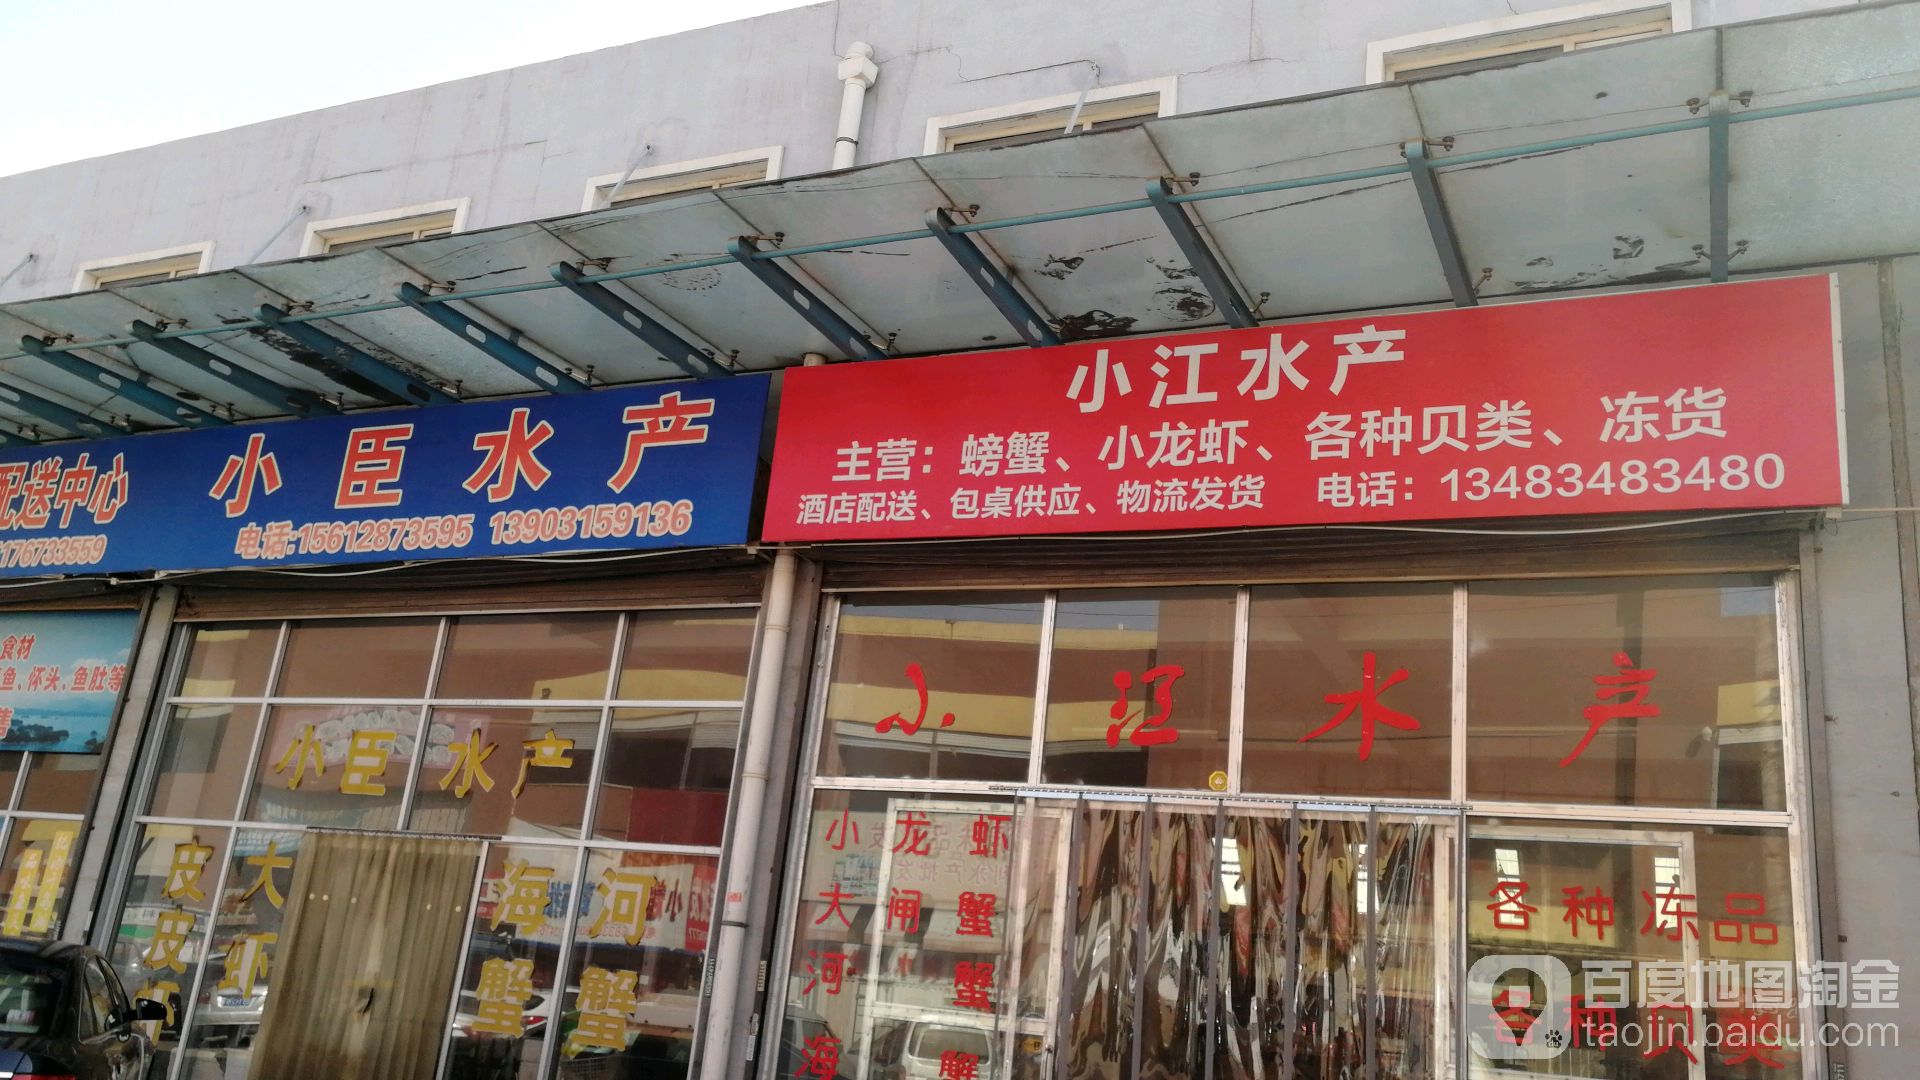 配送中心
176733559
小臣水产
电话:15612873595 13903159136
小江水产
主营：螃蟹、小龙虾、各种贝类、冻货
酒店配送、包桌供应、物流发货 电话：13483483480
食材
鱼、怀头、鱼肚等
售
小臣水产
皮皮虾
大虾
海蟹
河蟹
小江水产
小龙虾
大闸蟹
河蟹
海蟹
各种冻品
各种贝类
百度地图淘金
taojin.baidu.com